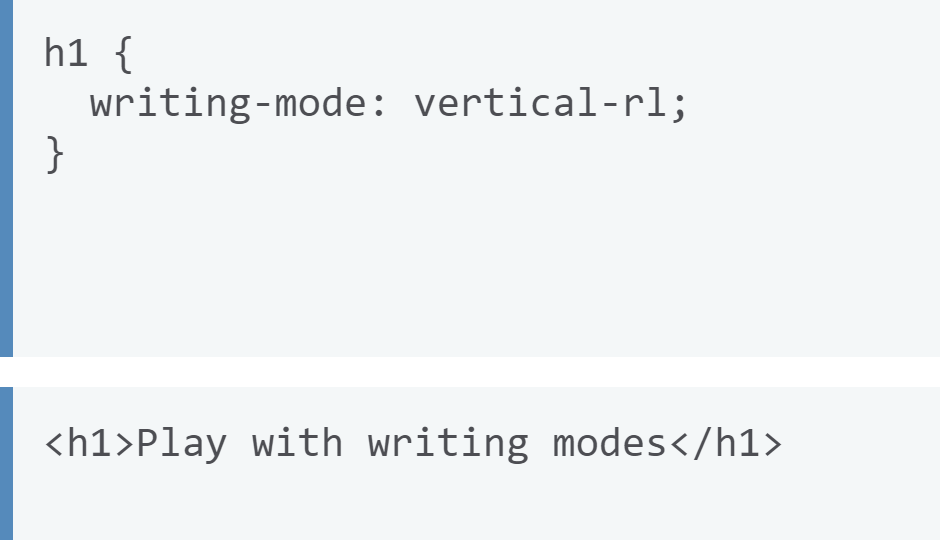 h1 {
  writing-mode: vertical-rl;
}
<h1>Play with writing modes</h1>